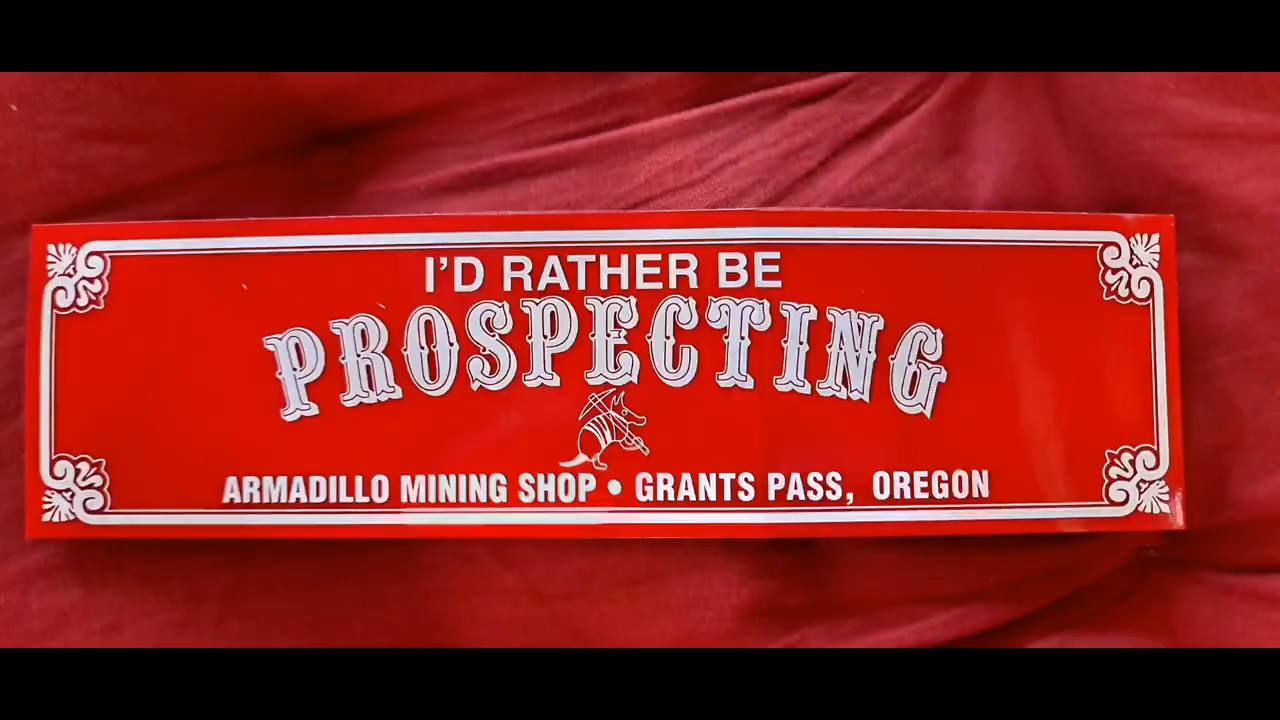 I'D RATHER BE
PROSPECTING
ARMADILLO MINING SHOP • GRANTS PASS, OREGON